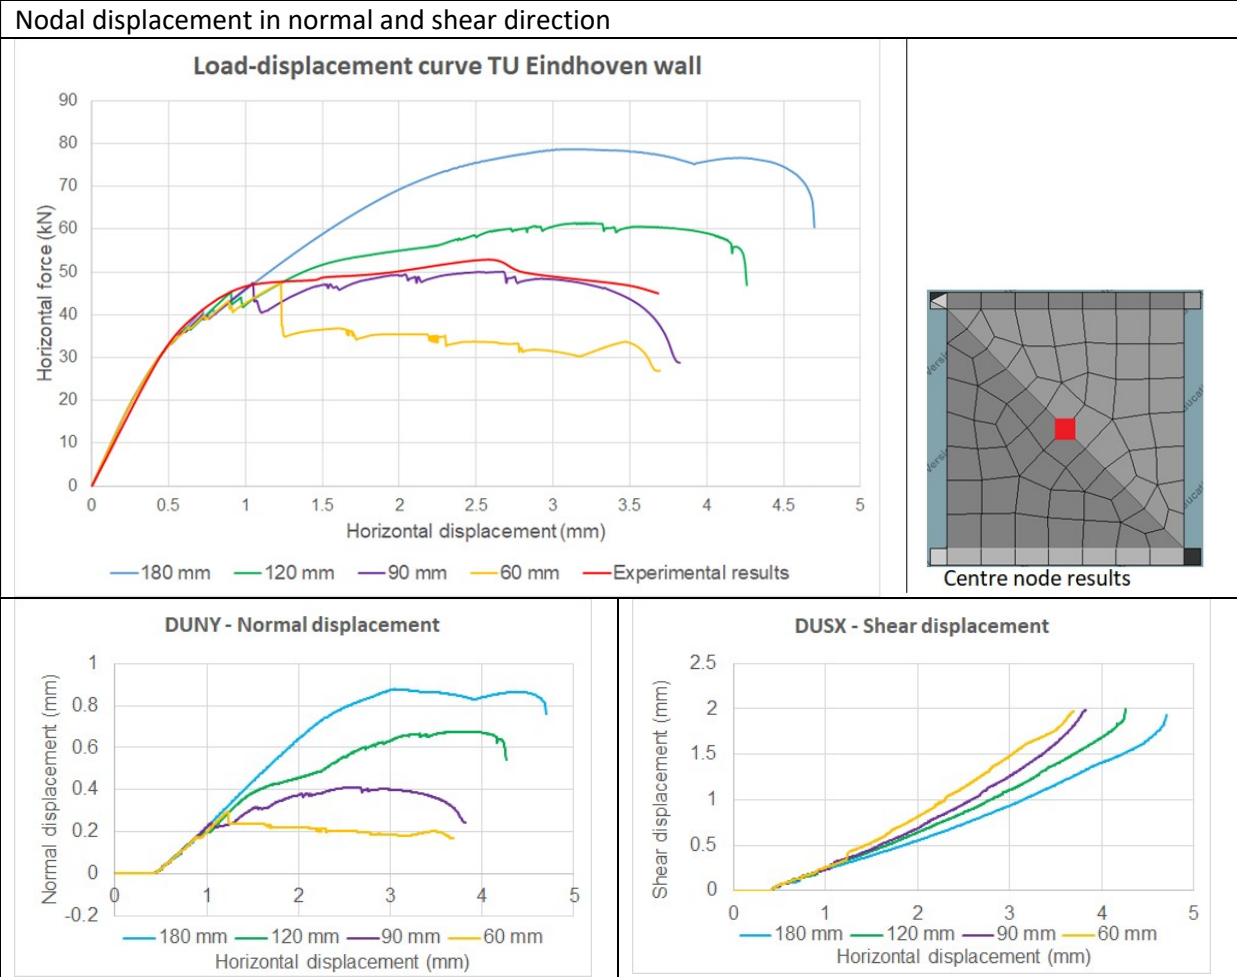 Nodal displacement in normal and shear direction
Load-displacement curve TU Eindhoven wall
Horizontal force (kN)
90
80
70
60
50
40
30
20
10
0
0 0.5 1 1.5 2 2.5 3 3.5 4 4.5 5
Horizontal displacement (mm)
180 mm 120 mm 90 mm 60 mm Experimental results
Centre node results
DUNY - Normal displacement
Normal displacement (mm)
1
0.8
0.6
0.4
0.2
0
-0.2
0 1 2 3 4 5
180 mm 120 mm 90 mm 60 mm
Horizontal displacement (mm)
DUSX - Shear displacement
Shear displacement (mm)
2.5
2
1.5
1
0.5
0
0 1 2 3 4 5
180 mm 120 mm 90 mm 60 mm
Horizontal displacement (mm)